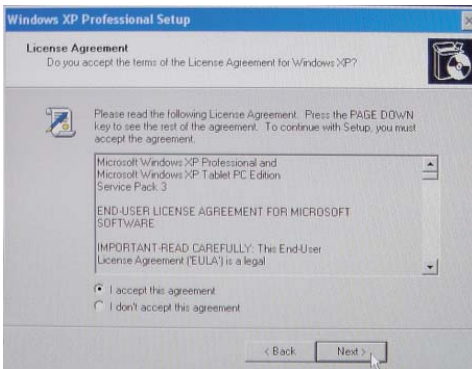 Windows XP Professional Setup
License Agreement
Do you accept the terms of the License Agreement for Windows XP?
Please read the following License Agreement. Press the PAGE DOWN
key to see the rest of the agreement. To continue with Setup, you must
accept the agreement.
Microsoft Windows XP Professional and
Microsoft Windows XP Tablet PC Edition
Service Pack 3
END-USER LICENSE AGREEMENT FOR MICROSOFT
SOFTWARE
IMPORTANT-READ CAREFULLY: This End-User
License Agreement ('EULA') is a legal
I accept this agreement
I don't accept this agreement
< Back
Next >